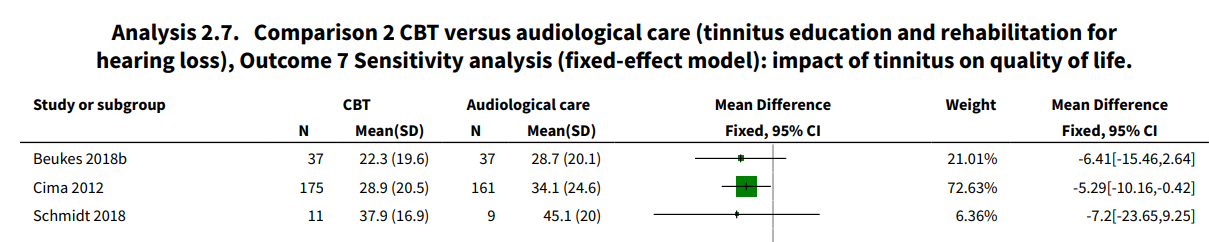 Analysis 2.7. Comparison 2 CBT versus audiological care (tinnitus education and rehabilitation for
hearing loss), Outcome 7 Sensitivity analysis (fixed-effect model): impact of tinnitus on quality of life.
Study or subgroup CBT Audiological care Mean Difference Weight Mean Difference
N Mean(SD) N Mean(SD) Fixed, 95% CI Fixed, 95% CI
Beukes 2018b 37 22.3 (19.6) 37 28.7 (20.1) 21.01% -6.41[-15.46,2.64]
Cima 2012 175 28.9 (20.5) 161 34.1 (24.6) 72.63% -5.29[-10.16,-0.42]
Schmidt 2018 11 37.9 (16.9) 9 45.1 (20) 6.36% -7.2[-23.65,9.25]